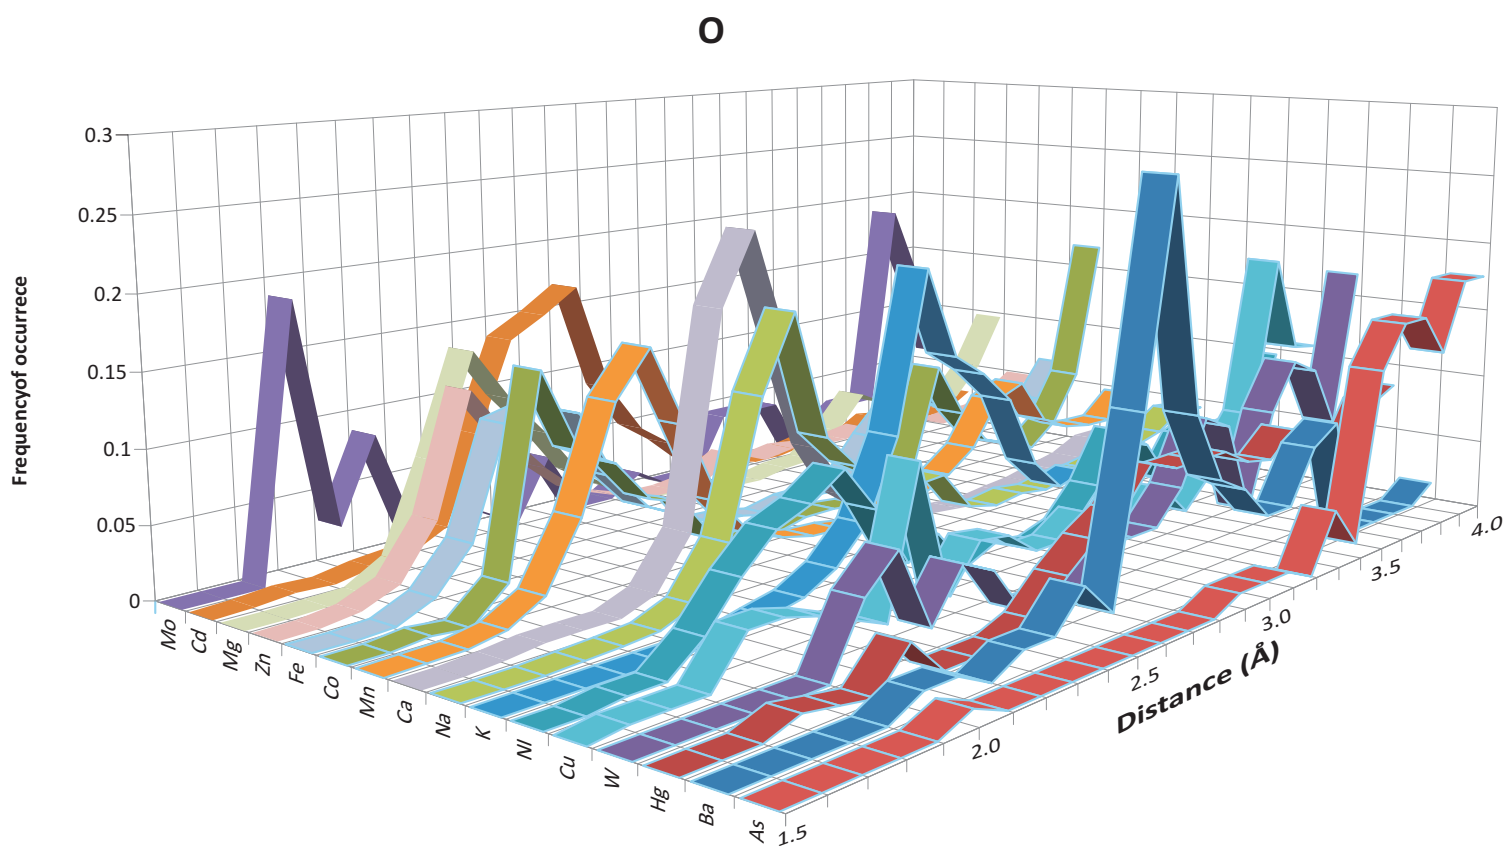 O
Frequencyof occurrece
0.3
0.25
0.2
0.15
0.1
0.05
0
Mo
Cd
Mg
Zn
Fe
Co
Mn
Ca
Na
K
NI
Cu
W
Hg
Ba
As
1.5
2.0
2.5
3.0
3.5
4.0
Distance (Å)